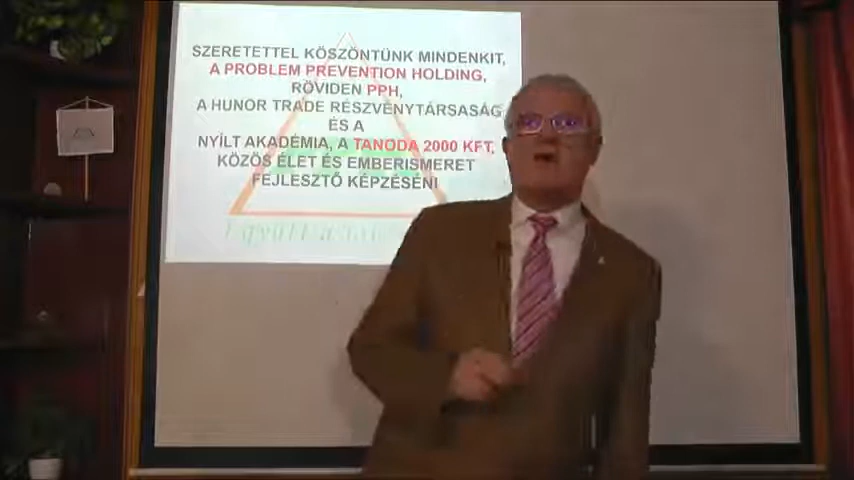 SZERETETTEL KÖSZÖNTÜNK MINDENKIT,
A PROBLEM PREVENTION HOLDING,
RÖVIDEN PPH,
A HUNOR TRADE RÉSZVÉNYTÁRSASÁG
ÉS A
NYÍLT AKADÉMIA, A TANODA 2000 KFT,
KÖZÖS ÉLET ÉS EMBERISMERET
FEJLESZTŐ KÉPZÉSEIN